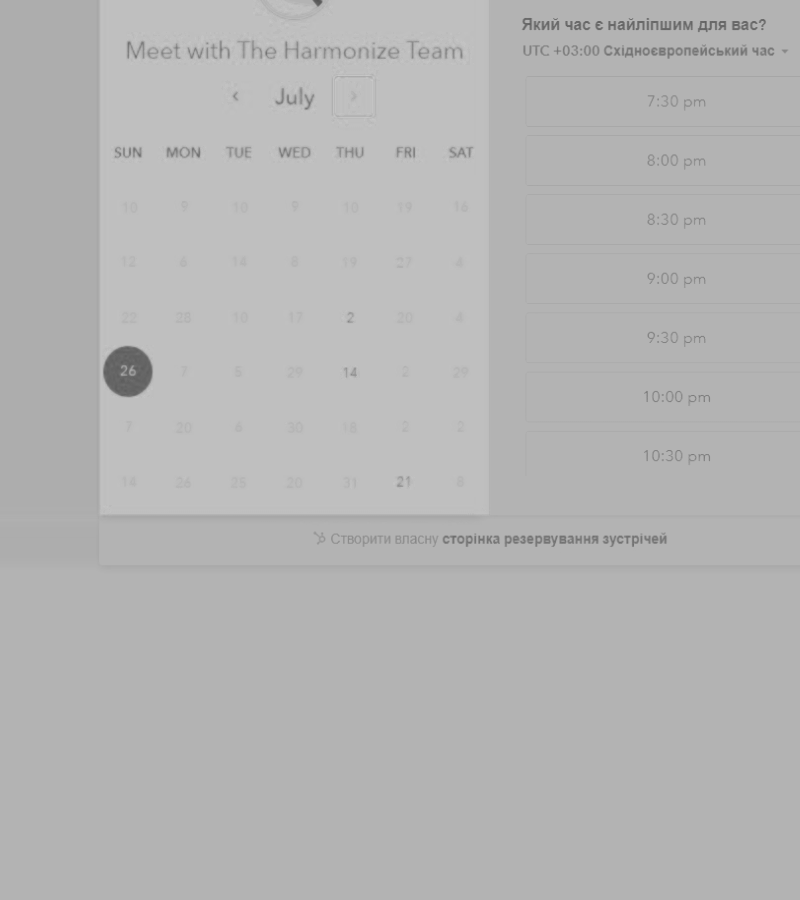 Meet with The Harmonize Team
July
SUN MON TUE WED THU FRI SAT
10 9 10 9 10 19 16
12 4 14 8 19 27 4
22 28 10 17 2 20 4
26 7 5 29 14 2 29
7 20 4 30 18 2 2
14 26 25 20 31 21 8
Який час є найліпшим для вас?
UTC +03:00 Східноєвропейський час
7:30 pm
8:00 pm
8:30 pm
9:00 pm
9:30 pm
10:00 pm
10:30 pm
Створити власну сторінка резервування зустрічей